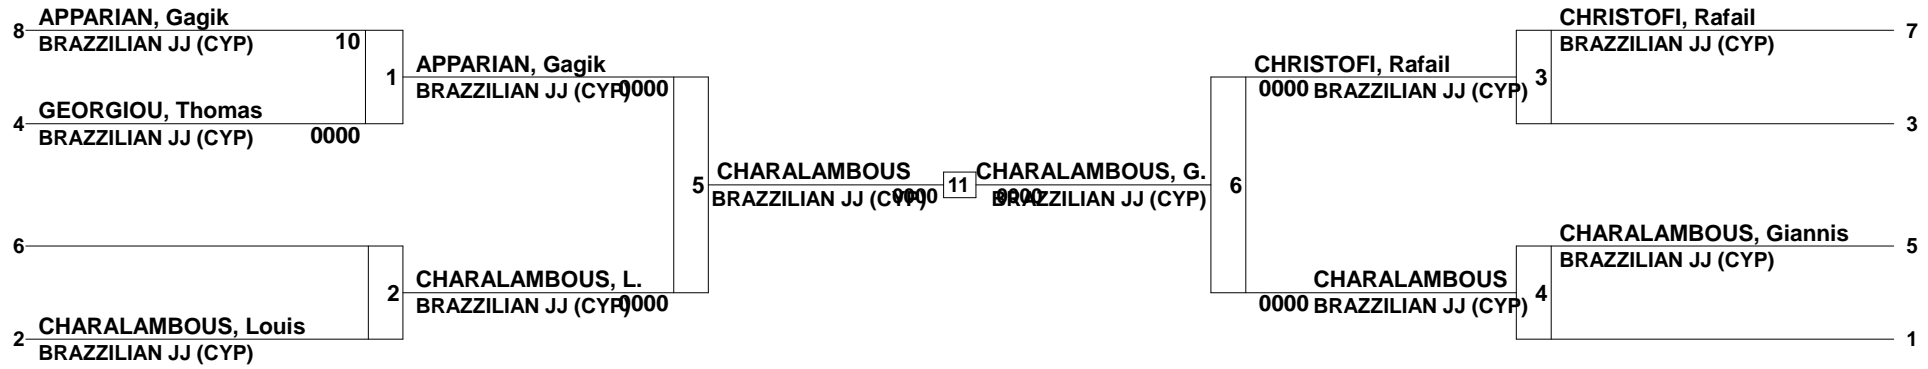 8
APPARIAN, Gagik
BRAZZILIAN JJ (CYP)
10
1
4
GEORGIOU, Thomas
BRAZZILIAN JJ (CYP)
0000
APPARIAN, Gagik
BRAZZILIAN JJ (CYP)
0000
6
2
2
CHARALAMBOUS, Louis
BRAZZILIAN JJ (CYP)
CHARALAMBOUS, L.
BRAZZILIAN JJ (CYP)
0000
5
CHARALAMBOUS
BRAZZILIAN JJ (CYP)
0000
11
CHARALAMBOUS, G.
BRAZZILIAN JJ (CYP)
0000
6
CHRISTOFI, Rafail
0000
BRAZZILIAN JJ (CYP)
3
CHRISTOFI, Rafail
BRAZZILIAN JJ (CYP)
7
3
CHARALAMBOUS
0000
BRAZZILIAN JJ (CYP)
4
CHARALAMBOUS, Giannis
BRAZZILIAN JJ (CYP)
5
1